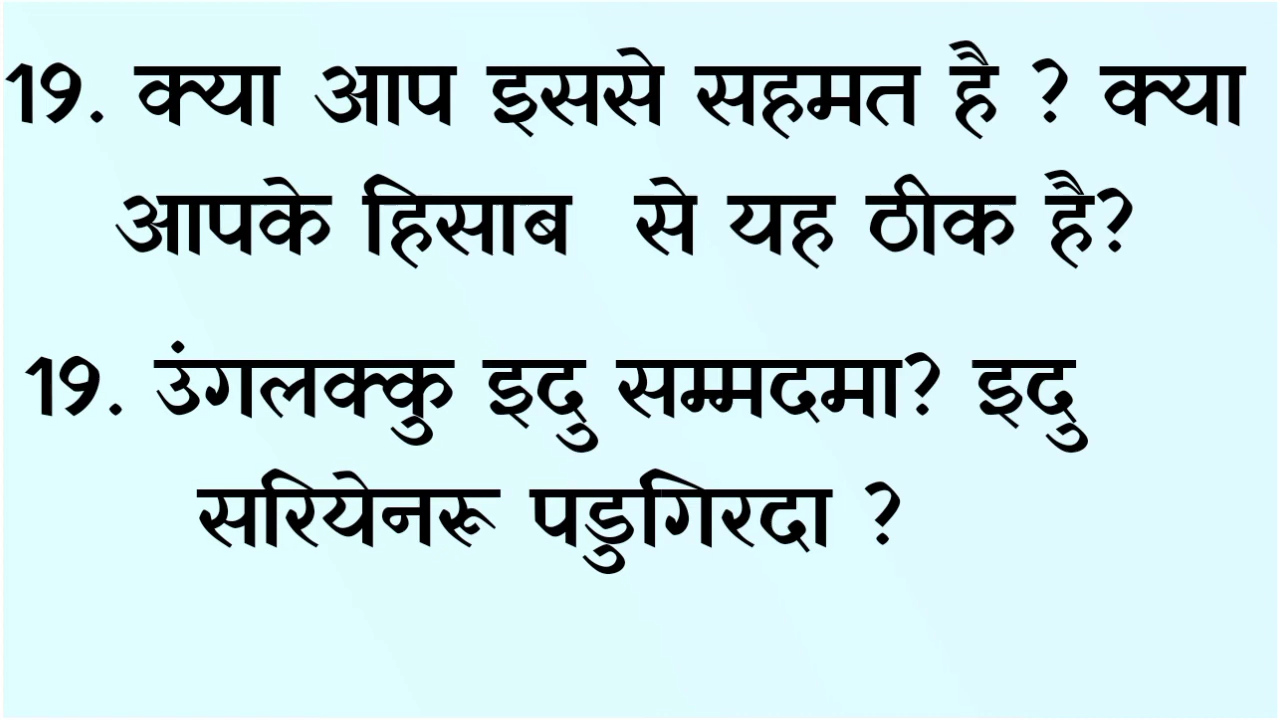 19. क्या आप इससे सहमत है ? क्या
आपके हिसाब से यह ठीक है?
19. उंगलक्कु इदु सम्मदमा? इदु
सरियेनरू पडुगिरदा ?